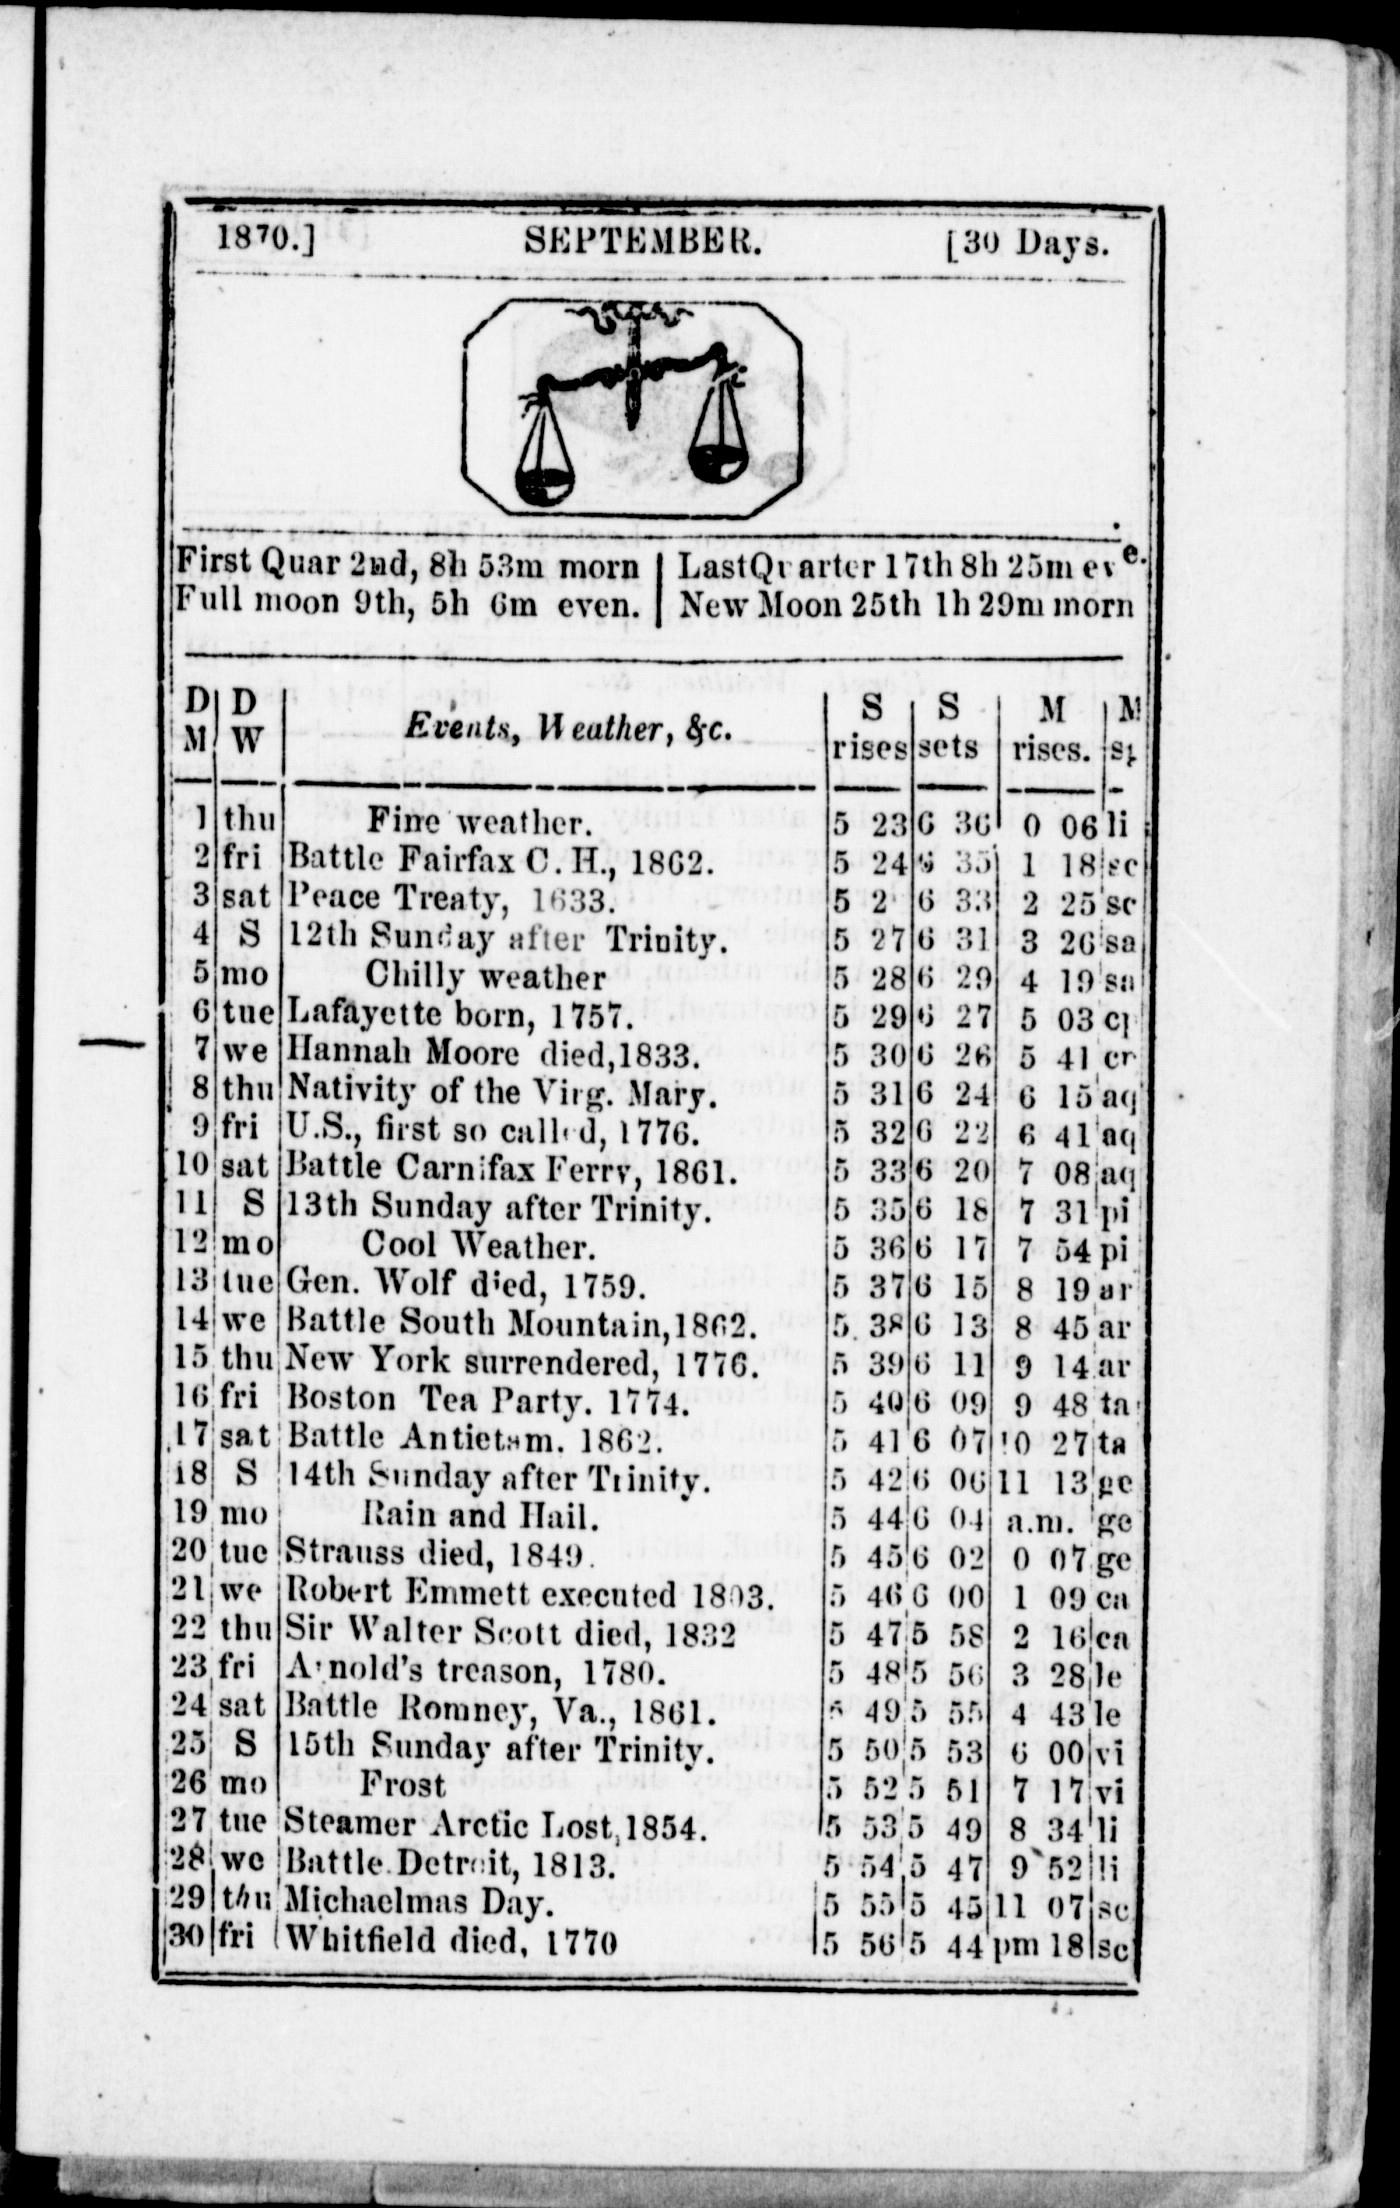 1870.] SEPTEMBER. [30 Days.
First Quar 2nd, 8h 53m morn | LastQuarter 17th 8h 25m eve.
Full moon 9th, 5h 6m even. | New Moon 25th 1h 29m morn
D M D W Events, Weather, &c. S rises S sets M rises. M
1 thu Fine weather. 5 23 6 36 0 06 li
2 fri Battle Fairfax C. H., 1862. 5 24 6 35 1 18 sc
3 sat Peace Treaty, 1633. 5 2 6 33 2 25 sc
4 S 12th Sunday after Trinity. 5 27 6 31 3 26 sa
5 mo Chilly weather 5 28 6 29 4 19 sa
6 tue Lafayette born, 1757. 5 29 6 27 5 03 cp
7 we Hannah Moore died,1833. 5 30 6 26 5 41 cr
8 thu Nativity of the Virg. Mary. 5 31 6 24 6 15 aq
9 fri U.S., first so called, 1776. 5 32 6 22 6 41 aq
10 sat Battle Carnifax Ferry, 1861. 5 33 6 20 7 08 aq
11 S 13th Sunday after Trinity. 5 35 6 18 7 31 pi
12 mo Cool Weather. 5 36 6 17 7 54 pi
13 tue Gen. Wolf died, 1759. 5 37 6 15 8 19 ar
14 we Battle South Mountain,1862. 5 38 6 13 8 45 ar
15 thu New York surrendered, 1776. 5 39 6 11 9 14 ar
16 fri Boston Tea Party. 1774. 5 40 6 09 9 48 ta
17 sat Battle Antietam. 1862. 5 41 6 07 10 27 ta
18 S 14th Sunday after Trinity. 5 42 6 06 11 13 ge
19 mo Rain and Hail. 5 44 6 04 a.m. ge
20 tue Strauss died, 1849. 5 45 6 02 0 07 ge
21 we Robert Emmett executed 1803. 5 46 6 00 1 09 ca
22 thu Sir Walter Scott died, 1832 5 47 5 58 2 16 ca
23 fri Arnold's treason, 1780. 5 48 5 56 3 28 le
24 sat Battle Romney, Va., 1861. 5 49 5 55 4 43 le
25 S 15th Sunday after Trinity. 5 50 5 53 6 00 vi
26 mo Frost 5 52 5 51 7 17 vi
27 tue Steamer Arctic Lost,1854. 5 53 5 49 8 34 li
28 we Battle Detroit, 1813. 5 54 5 47 9 52 li
29 thu Michaelmas Day. 5 55 5 45 11 07 sc
30 fri Whitfield died, 1770 5 56 5 44 pm 18 sc